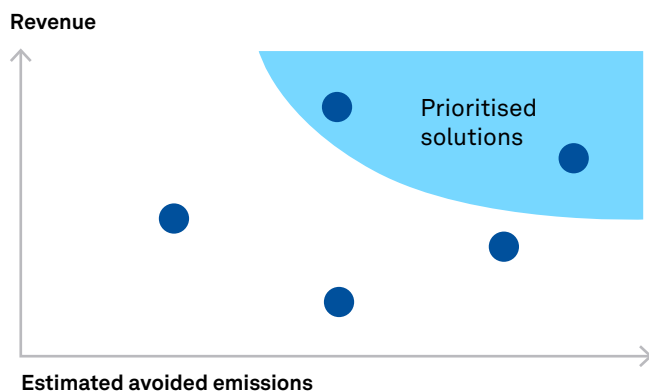 Revenue
Prioritised
solutions
Estimated avoided emissions